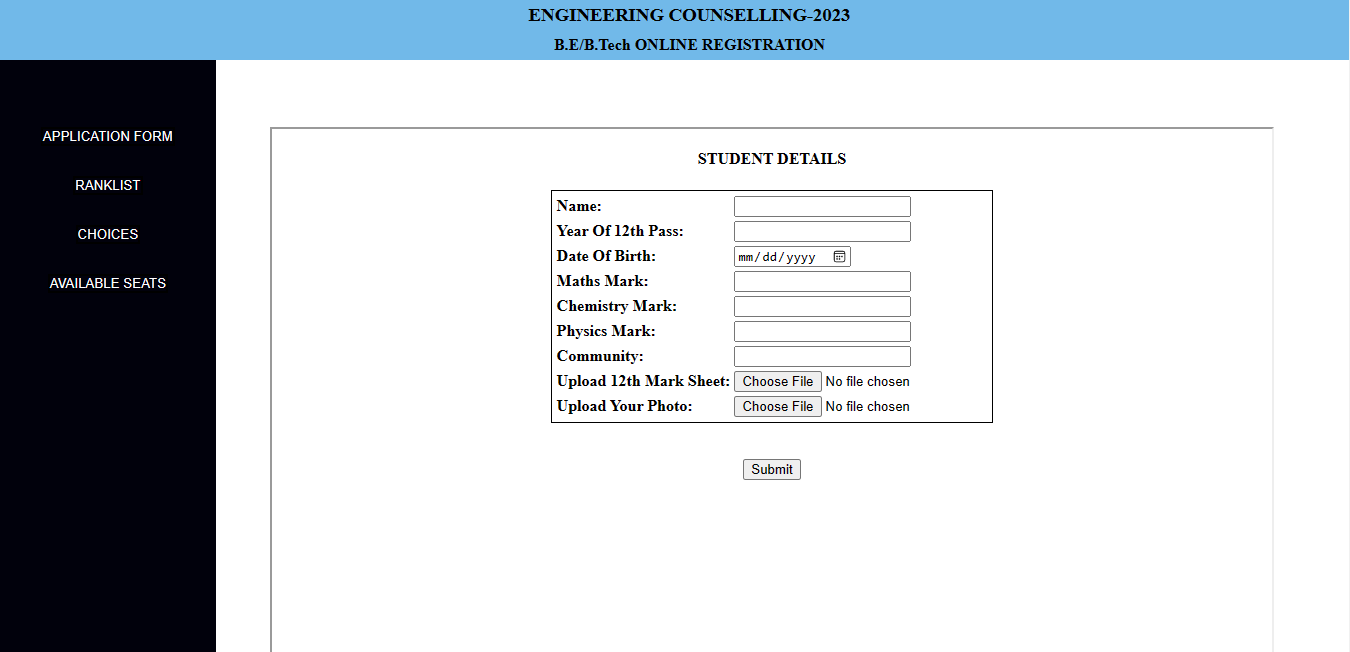 ENGINEERING COUNSELLING-2023
B.E/B.Tech ONLINE REGISTRATION
APPLICATION FORM
RANKLIST
CHOICES
AVAILABLE SEATS
STUDENT DETAILS
Name:
Year Of 12th Pass:
Date Of Birth: mm/dd/yyyy
Maths Mark:
Chemistry Mark:
Physics Mark:
Community:
Upload 12th Mark Sheet: Choose File No file chosen
Upload Your Photo: Choose File No file chosen
Submit